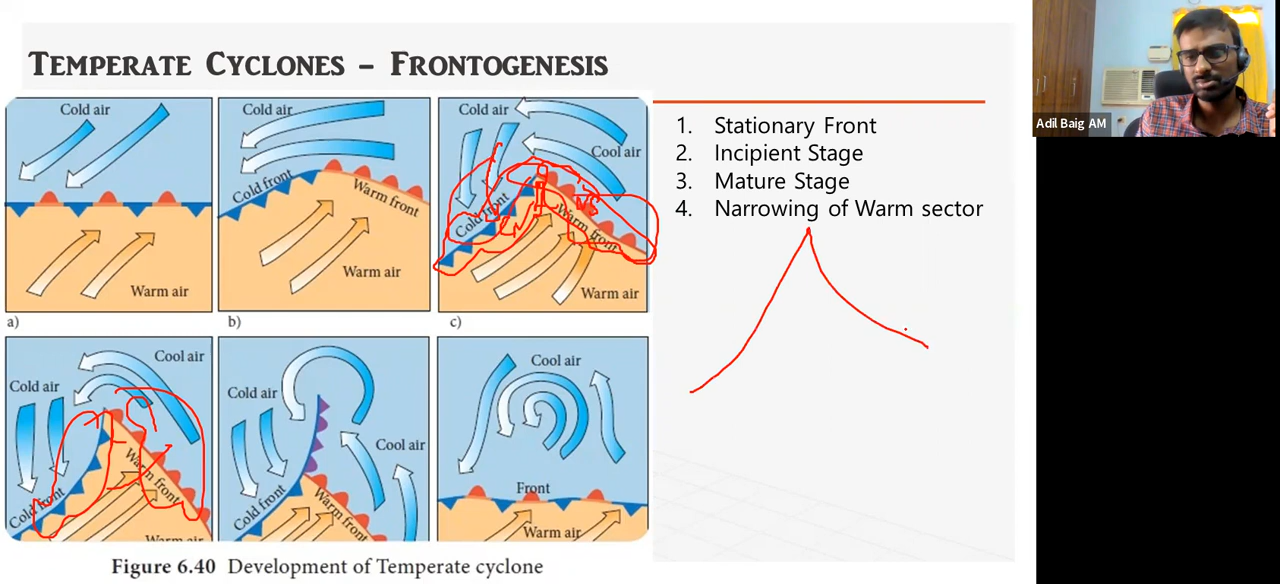 TEMPERATE CYCLONES – FRONTOGENESIS
Adil Baig AM
1. Stationary Front
2. Incipient Stage
3. Mature Stage
4. Narrowing of Warm sector
Cold air
Warm air
a)
Cold air
Cold front
Warm front
Warm air
b)
Cold air
Cool air
Cold front
Warm front
Warm air
c)
Cool air
Cold air
Cold front
Warm front
Warm air
Cold air
Cool air
Cold front
Warm front
Cool air
Front
Warm air
Figure 6.40 Development of Temperate cyclone